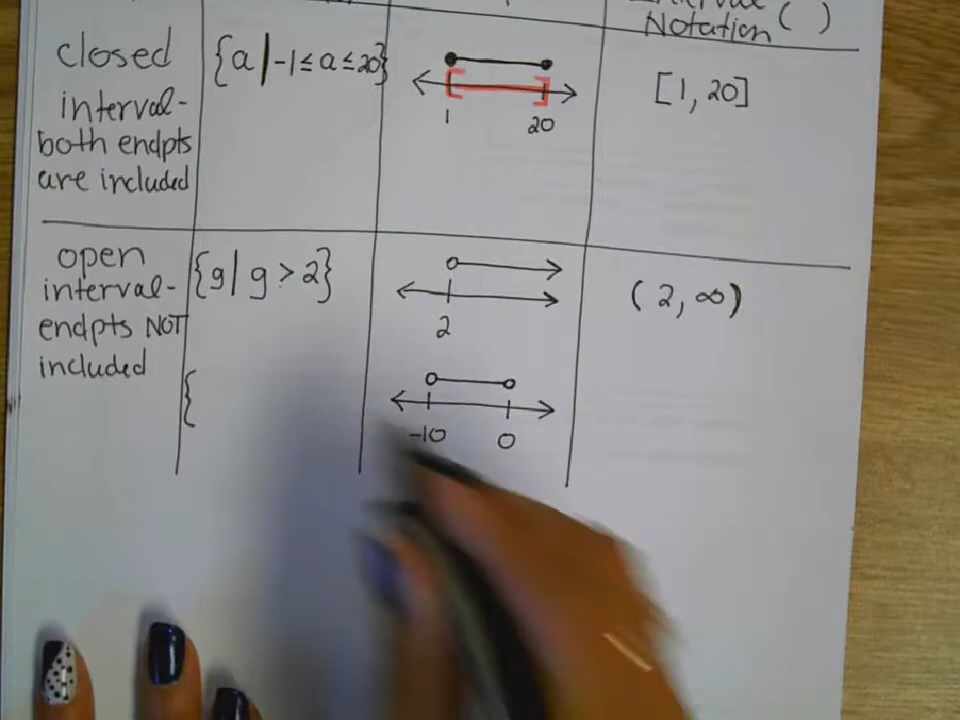 Notation ( )
closed
interval-
both endpts
are included
{a | -1 ≤ a ≤ 20}
1 20
[1, 20]
open
interval-
endpts NOT
included
{g | g > 2}
2
(2, ∞)
{
-10 0